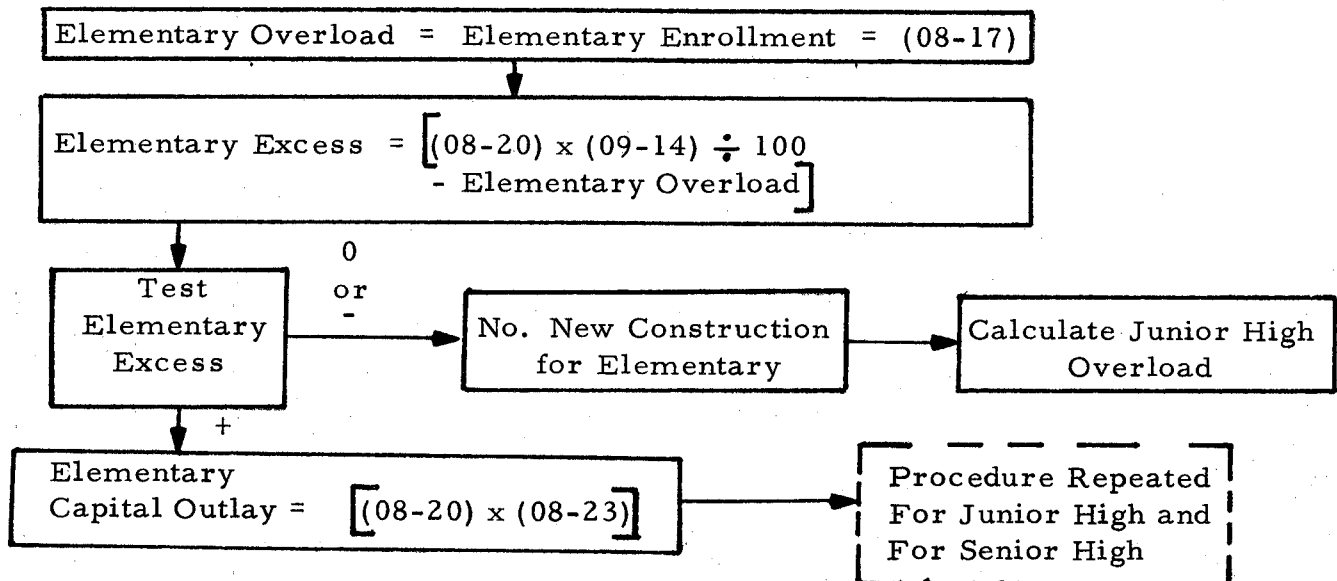 Elementary Overload = Elementary Enrollment = (08-17)
Elementary Excess = [(08-20) x (09-14) ÷ 100
- Elementary Overload]
Test
Elementary
Excess
0
or
-
No. New Construction
for Elementary
Calculate Junior High
Overload
+
Elementary
Capital Outlay = [(08-20) x (08-23)]
Procedure Repeated
For Junior High and
For Senior High